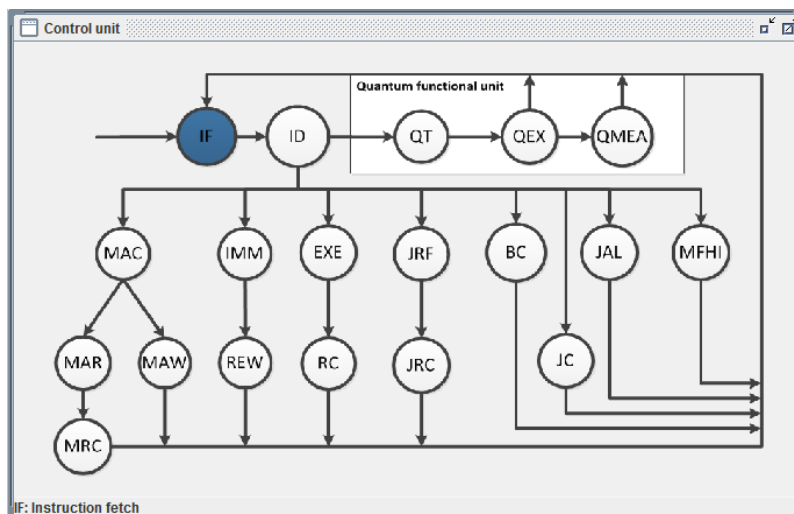 Control unit
Quantum functional unit
IF ID QT QEX QMEA
MAC IMM EXE JRF BC JAL MFHI
MAR MAW REW RC JRC JC
MRC
IF: Instruction fetch